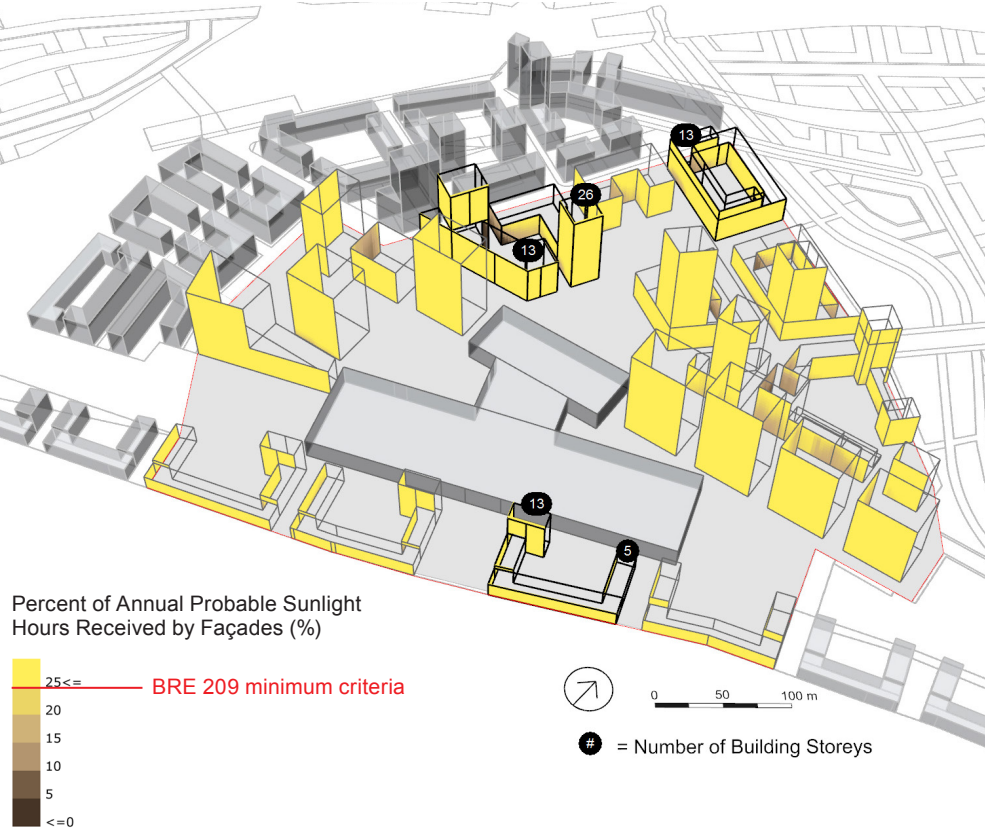 13
26
13
13
5
Percent of Annual Probable Sunlight
Hours Received by Façades (%)
25<=
BRE 209 minimum criteria
20
15
10
5
<=0
0 50 100 m
# = Number of Building Storeys